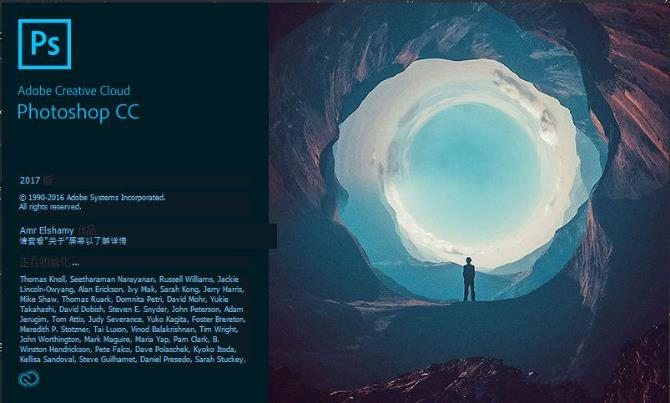 Ps
Adobe Creative Cloud
Photoshop CC
2017 版
© 1990-2016 Adobe Systems Incorporated.
All rights reserved.
Amr Elshamy 作品
请查看“关于”屏幕以了解详情
正在初始化...
Thomas Knoll, Seetharaman Narayanan, Russell Williams, Jackie
Lincoln-Owyang, Alan Erickson, Ivy Mak, Sarah Kong, Jerry Harris,
Mike Shaw, Thomas Ruark, Domnita Petri, David Mohr, Yukie
Takahashi, David Dobish, Steven E. Snyder, John Peterson, Adam
Jerugim, Tom Attix, Judy Severance, Yuko Kagita, Foster Brereton,
Meredith P. Stotzner, Tai Luxon, Vinod Balakrishnan, Tim Wright,
John Worthington, Mark Maguire, Maria Yap, Pam Clark, B.
Winston Hendrickson, Pete Falco, Dave Polaschek, Kyoko Itoda,
Kellisa Sandoval, Steve Guilhamet, Daniel Presedo, Sarah Stuckey,